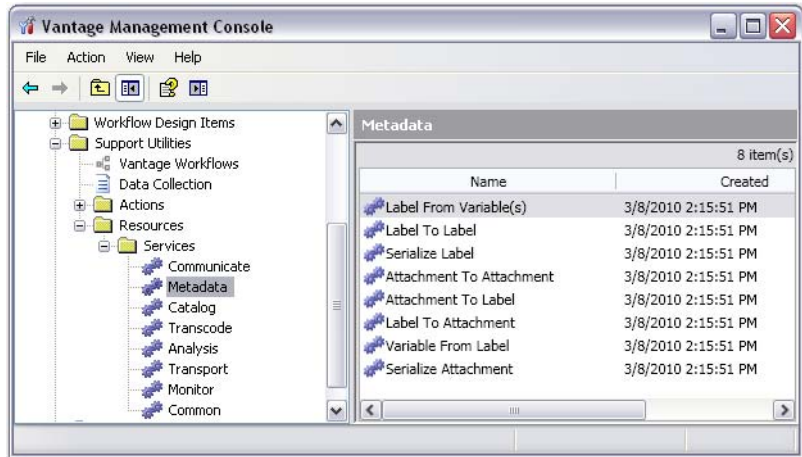 Vantage Management Console
File Action View Help
Workflow Design Items
Support Utilities
Vantage Workflows
Data Collection
Actions
Resources
Services
Communicate
Metadata
Catalog
Transcode
Analysis
Transport
Monitor
Common
Metadata
8 item(s)
Name Created
Label From Variable(s) 3/8/2010 2:15:51 PM
Label To Label 3/8/2010 2:15:51 PM
Serialize Label 3/8/2010 2:15:51 PM
Attachment To Attachment 3/8/2010 2:15:51 PM
Attachment To Label 3/8/2010 2:15:51 PM
Label To Attachment 3/8/2010 2:15:51 PM
Variable From Label 3/8/2010 2:15:51 PM
Serialize Attachment 3/8/2010 2:15:51 PM